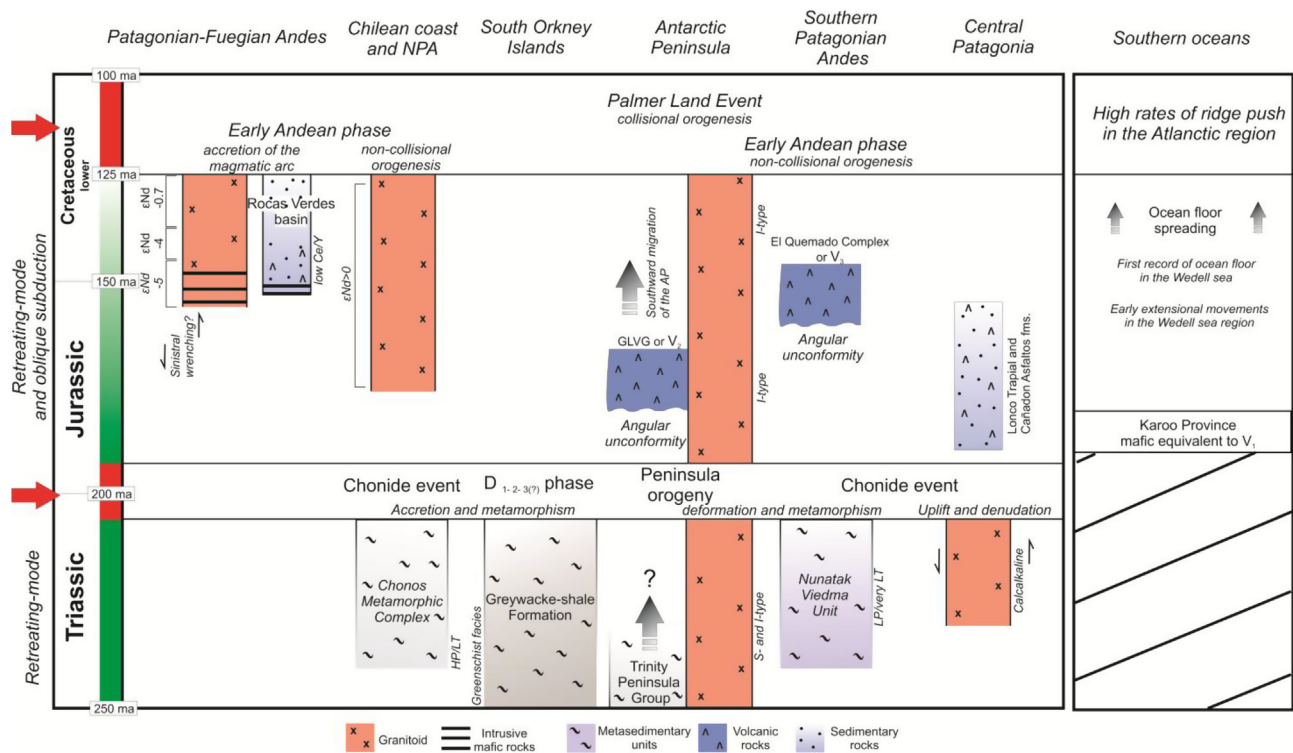 Patagonian-Fuegian Andes
Chilean coast
and NPA
South Orkney
Islands
Antarctic
Peninsula
Southern
Patagonian
Andes
Central
Patagonia
Southern oceans
Retreating-mode
and oblique subduction
Retreating-mode
Cretaceous
lower
Jurassic
Triassic
100 ma
125 ma
150 ma
200 ma
250 ma
Palmer Land Event
collisional orogenesis
Early Andean phase
accretion of the
magmatic arc
non-collisional
orogenesis
Early Andean phase
non-collisional orogenesis
High rates of ridge push
in the Atlantic region
εNd
-0.7
εNd
-4
εNd
-5
Rocas Verdes
basin
low Ce/Y
Sinistral
wrenching?
εNd>0
Southward migration
of the AP
GLVG or V2
Angular
unconformity
I-type
I-type
El Quemado Complex
or V3
Angular
unconformity
Lonco Trapial and
Cañadon Asfaltos fms.
Ocean floor
spreading
First record of ocean floor
in the Wedell sea
Early extensional movements
in the Wedell sea region
Karoo Province
mafic equivalent to V1
Chonide event
D 1- 2- 3(?) phase
Peninsula
orogeny
Chonide event
Accretion and metamorphism
deformation and metamorphism
Uplift and denudation
Chonos
Metamorphic
Complex
HP/LT
Greenschist facies
Greywacke-shale
Formation
?
Trinity
Peninsula
Group
S- and I-type
Nunatak
Viedma
Unit
LP/very LT
Calcalkaline
Granitoid
Intrusive
mafic rocks
Metasedimentary
units
Volcanic
rocks
Sedimentary
rocks